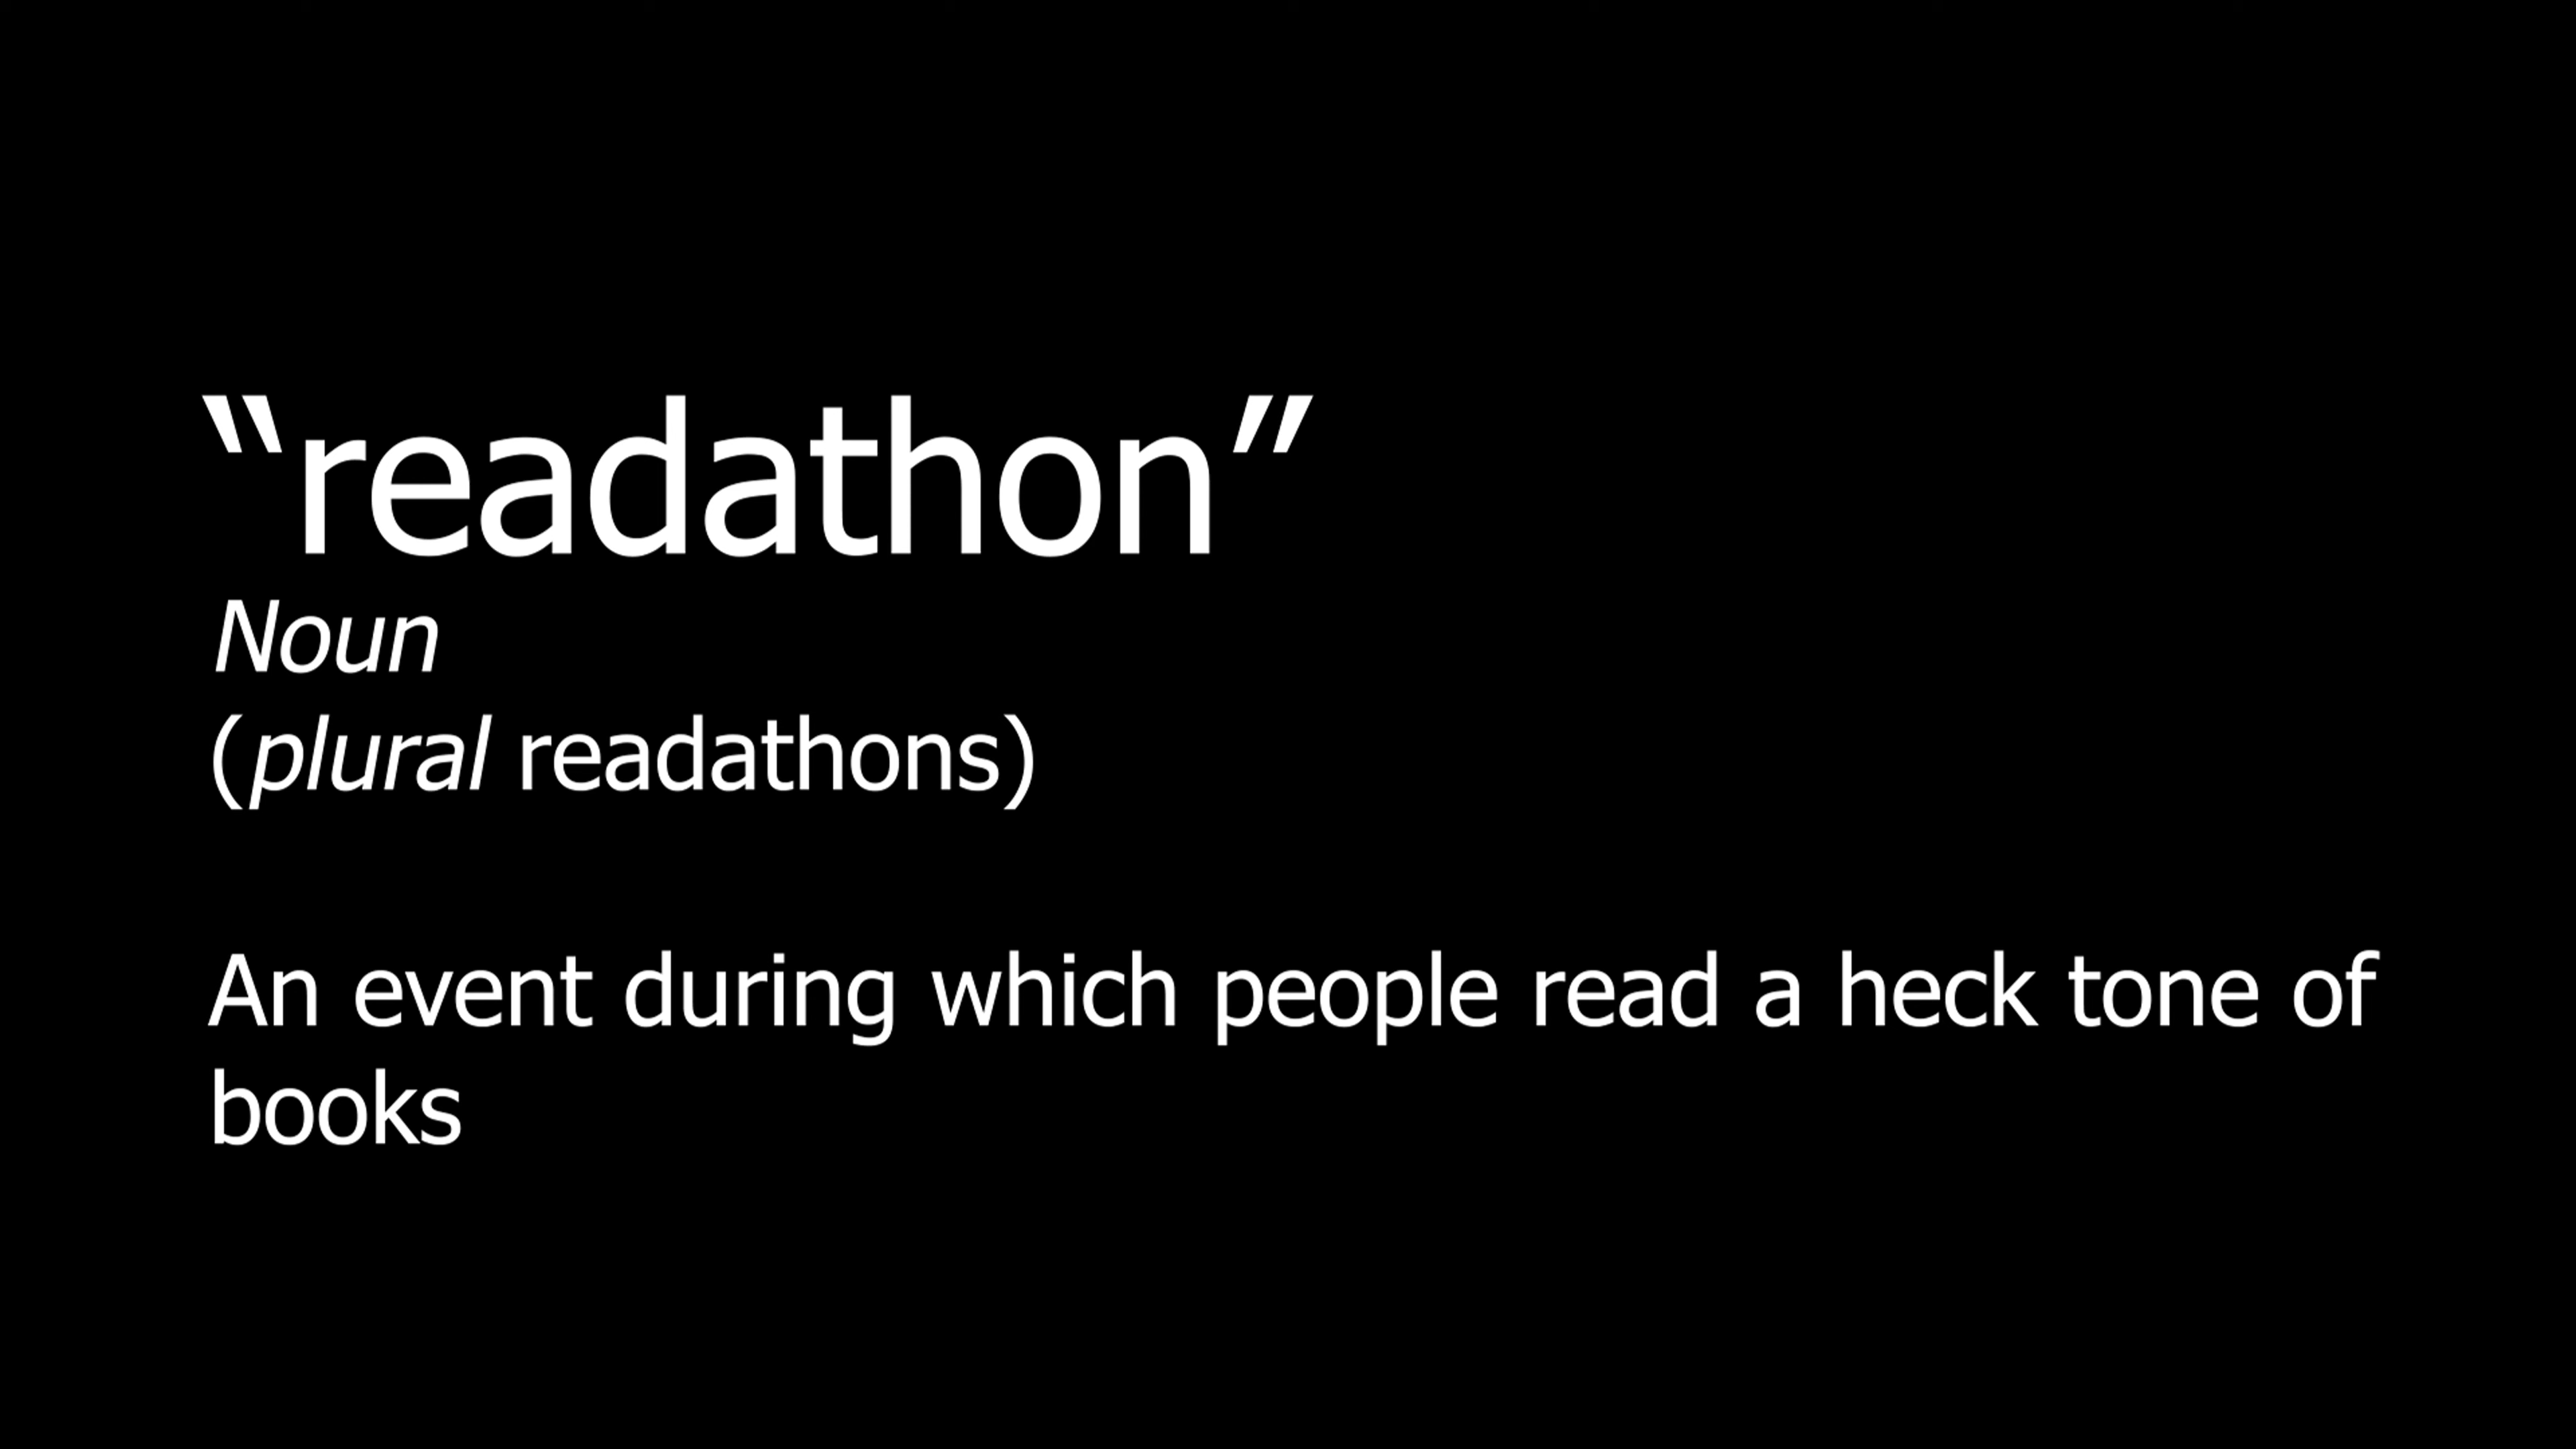 “readathon”
Noun
(plural readathons)
An event during which people read a heck tone of
books